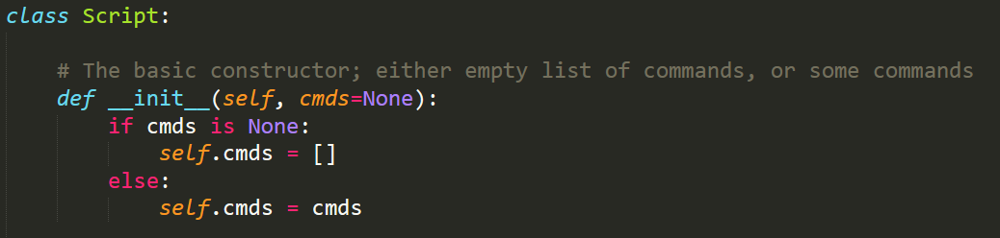 class Script:
    # The basic constructor; either empty list of commands, or some commands
    def __init__(self, cmds=None):
        if cmds is None:
            self.cmds = []
        else:
            self.cmds = cmds